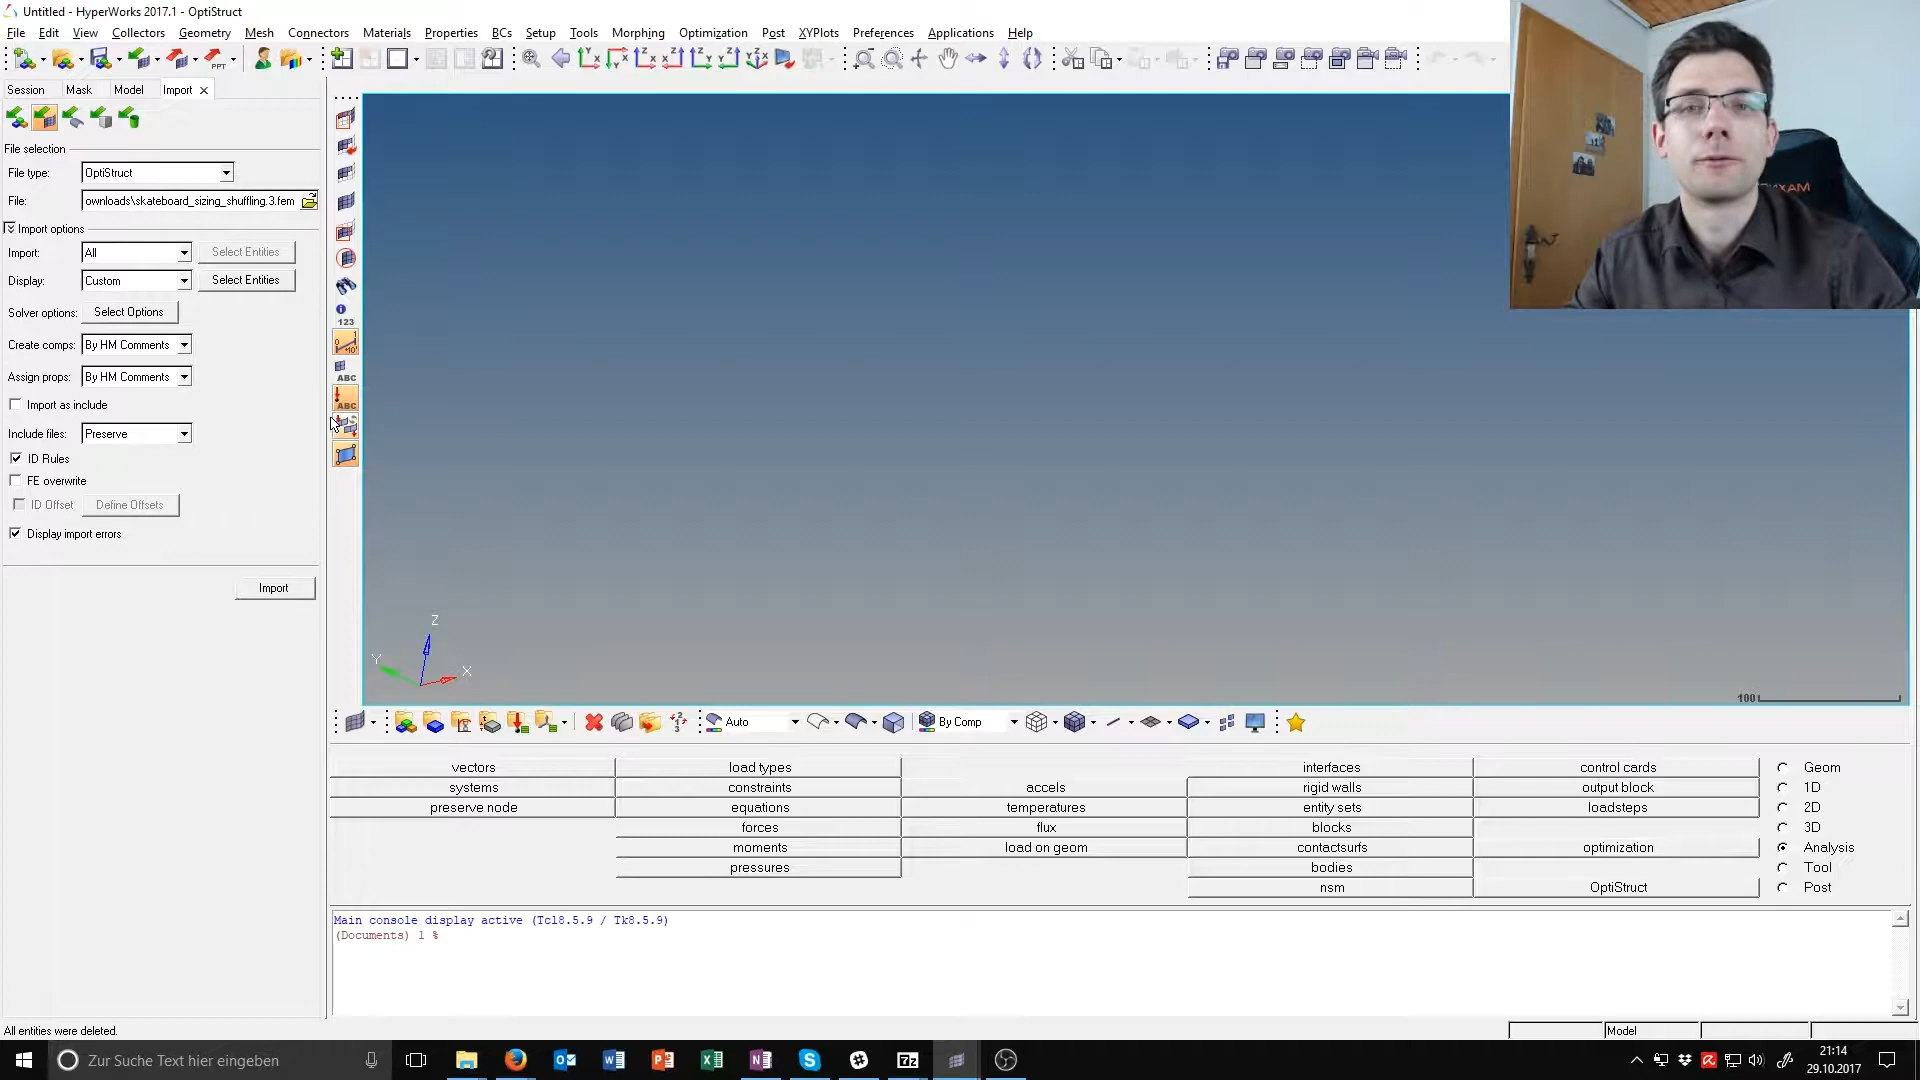 Untitled - HyperWorks 2017.1 - OptiStruct
File Edit View Collectors Geometry Mesh Connectors Materials Properties BCs Setup Tools Morphing Optimization Post XYPlots Preferences Applications Help
Session Mask Model Import
File selection
File type: OptiStruct
File: ownloads\skateboard_sizing_shuffling.3.fem
Import options
Import: All Select Entities
Display: Custom Select Entities
Solver options: Select Options
Create comps: By HM Comments
Assign props: By HM Comments
Import as include
Include files: Preserve
ID Rules
FE overwrite
ID Offset Define Offsets
Display import errors
Import
123
ABC
ABC
Z
Y
X
100
Auto
By Comp
vectors load types interfaces control cards Geom
systems constraints accels rigid walls output block 1D
preserve node equations temperatures entity sets loadsteps 2D
forces flux blocks 3D
moments load on geom contactsurfs optimization Analysis
pressures bodies Tool
nsm OptiStruct Post
Main console display active (Tcl8.5.9 / Tk8.5.9)
(Documents) 1 %
All entities were deleted.
Model
Zur Suche Text hier eingeben
21:14
29.10.2017